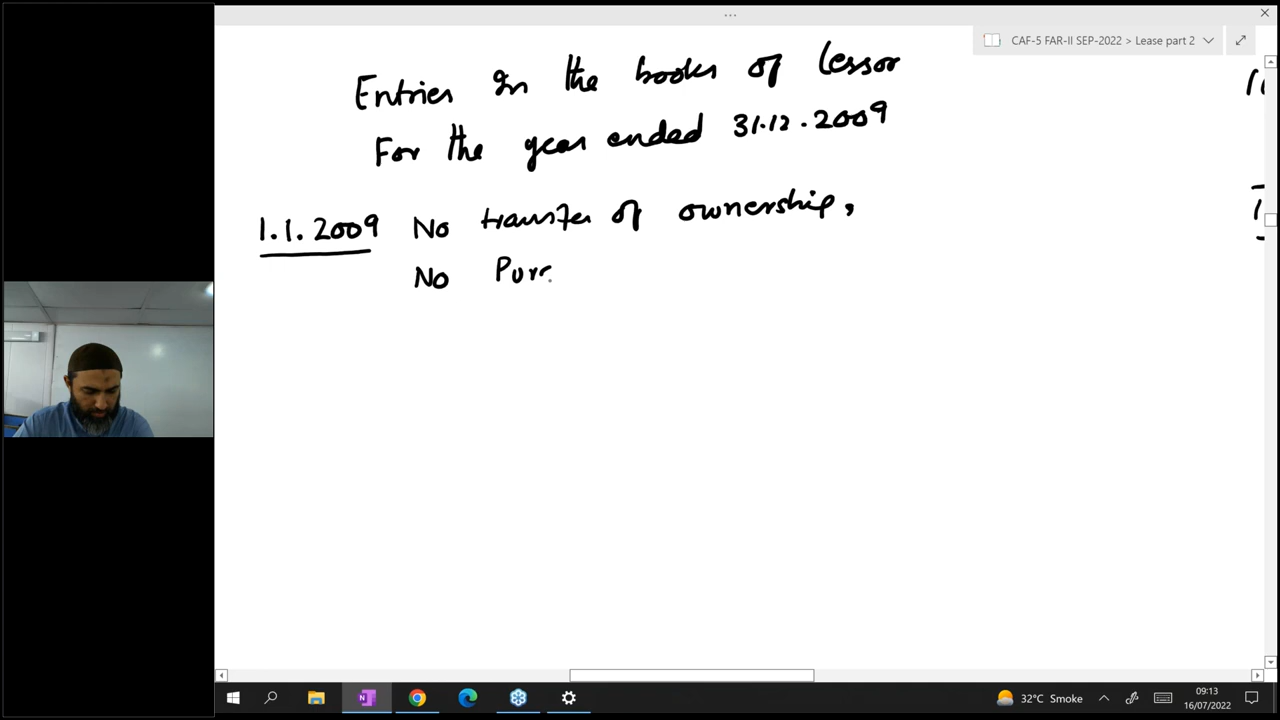 CAF-5 FAR-II SEP-2022 > Lease part 2
Entries in the books of lessor
For the year ended 31.12.2009
1.1.2009 No transfer of ownership,
No Pur
32°C Smoke
09:13
16/07/2022